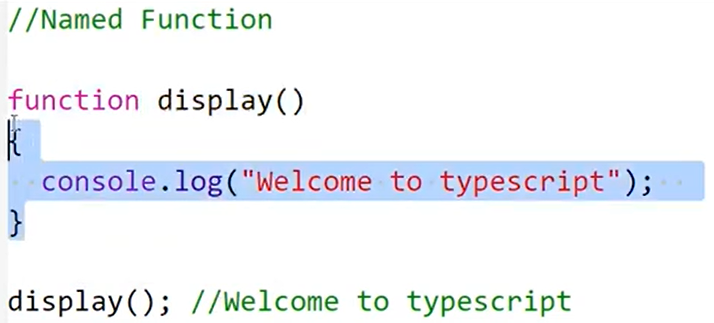 //Named Function
function display()
{
console.log("Welcome to typescript");
}
display(); //Welcome to typescript